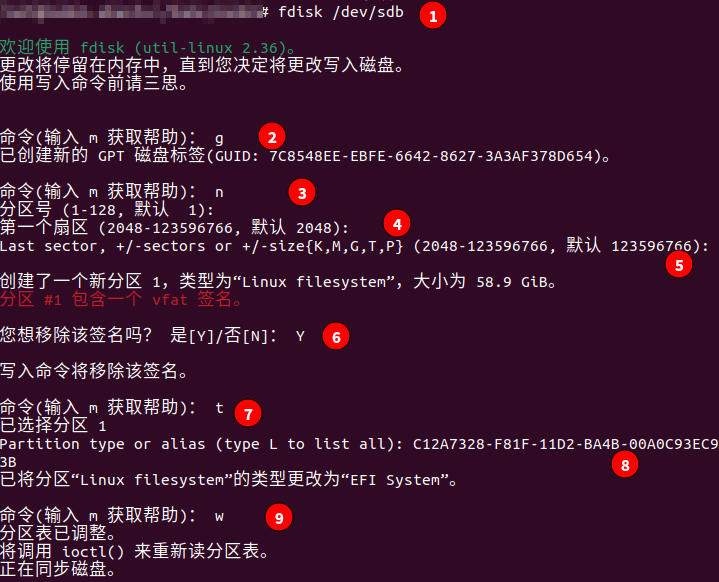 # fdisk /dev/sdb 1
欢迎使用 fdisk (util-linux 2.36)。
更改将停留在内存中，直到您决定将更改写入磁盘。
使用写入命令前请三思。
命令(输入 m 获取帮助)： g 2
已创建新的 GPT 磁盘标签(GUID: 7C8548EE-EBFE-6642-8627-3A3AF378D654)。
命令(输入 m 获取帮助)： n 3
分区号 (1-128, 默认  1):
第一个扇区 (2048-123596766, 默认 2048): 4
Last sector, +/-sectors or +/-size{K,M,G,T,P} (2048-123596766, 默认 123596766):
5
创建了一个新分区 1，类型为“Linux filesystem”，大小为 58.9 GiB。
分区 #1 包含一个 vfat 签名。
您想移除该签名吗？ 是[Y]/否[N]： Y 6
写入命令将移除该签名。
命令(输入 m 获取帮助)： t 7
已选择分区 1
Partition type or alias (type L to list all): C12A7328-F81F-11D2-BA4B-00A0C93EC9
3B 8
已将分区“Linux filesystem”的类型更改为“EFI System”。
命令(输入 m 获取帮助)： w 9
分区表已调整。
将调用 ioctl() 来重新读分区表。
正在同步磁盘。